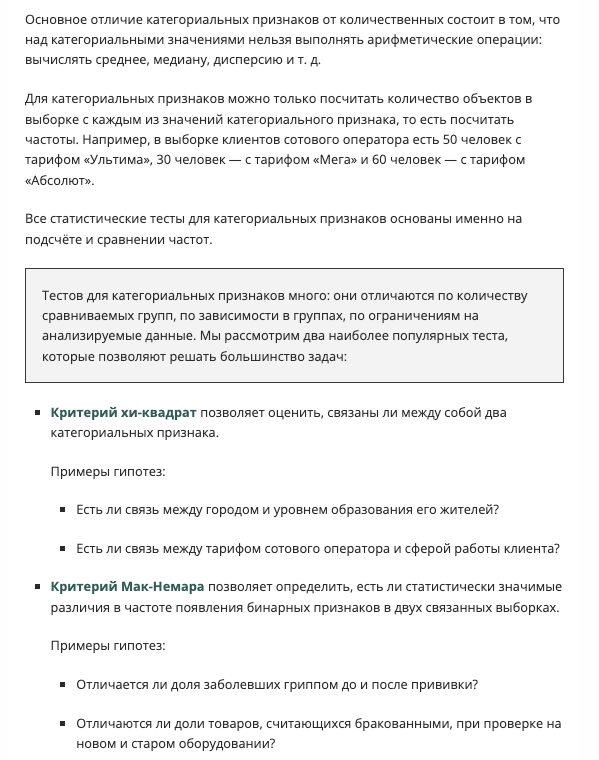 Основное отличие категориальных признаков от количественных состоит в том, что
над категориальными значениями нельзя выполнять арифметические операции:
вычислять среднее, медиану, дисперсию и т. д.
Для категориальных признаков можно только посчитать количество объектов в
выборке с каждым из значений категориального признака, то есть посчитать
частоты. Например, в выборке клиентов сотового оператора есть 50 человек с
тарифом «Ультима», 30 человек — с тарифом «Мега» и 60 человек — с тарифом
«Абсолют».
Все статистические тесты для категориальных признаков основаны именно на
подсчёте и сравнении частот.
Тестов для категориальных признаков много: они отличаются по количеству
сравниваемых групп, по зависимости в группах, по ограничениям на
анализируемые данные. Мы рассмотрим два наиболее популярных теста,
которые позволяют решать большинство задач:
Критерий хи-квадрат позволяет оценить, связаны ли между собой два
категориальных признака.
Примеры гипотез:
Есть ли связь между городом и уровнем образования его жителей?
Есть ли связь между тарифом сотового оператора и сферой работы клиента?
Критерий Мак-Немара позволяет определить, есть ли статистически значимые
различия в частоте появления бинарных признаков в двух связанных выборках.
Примеры гипотез:
Отличается ли доля заболевших гриппом до и после прививки?
Отличаются ли доли товаров, считающихся бракованными, при проверке на
новом и старом оборудовании?